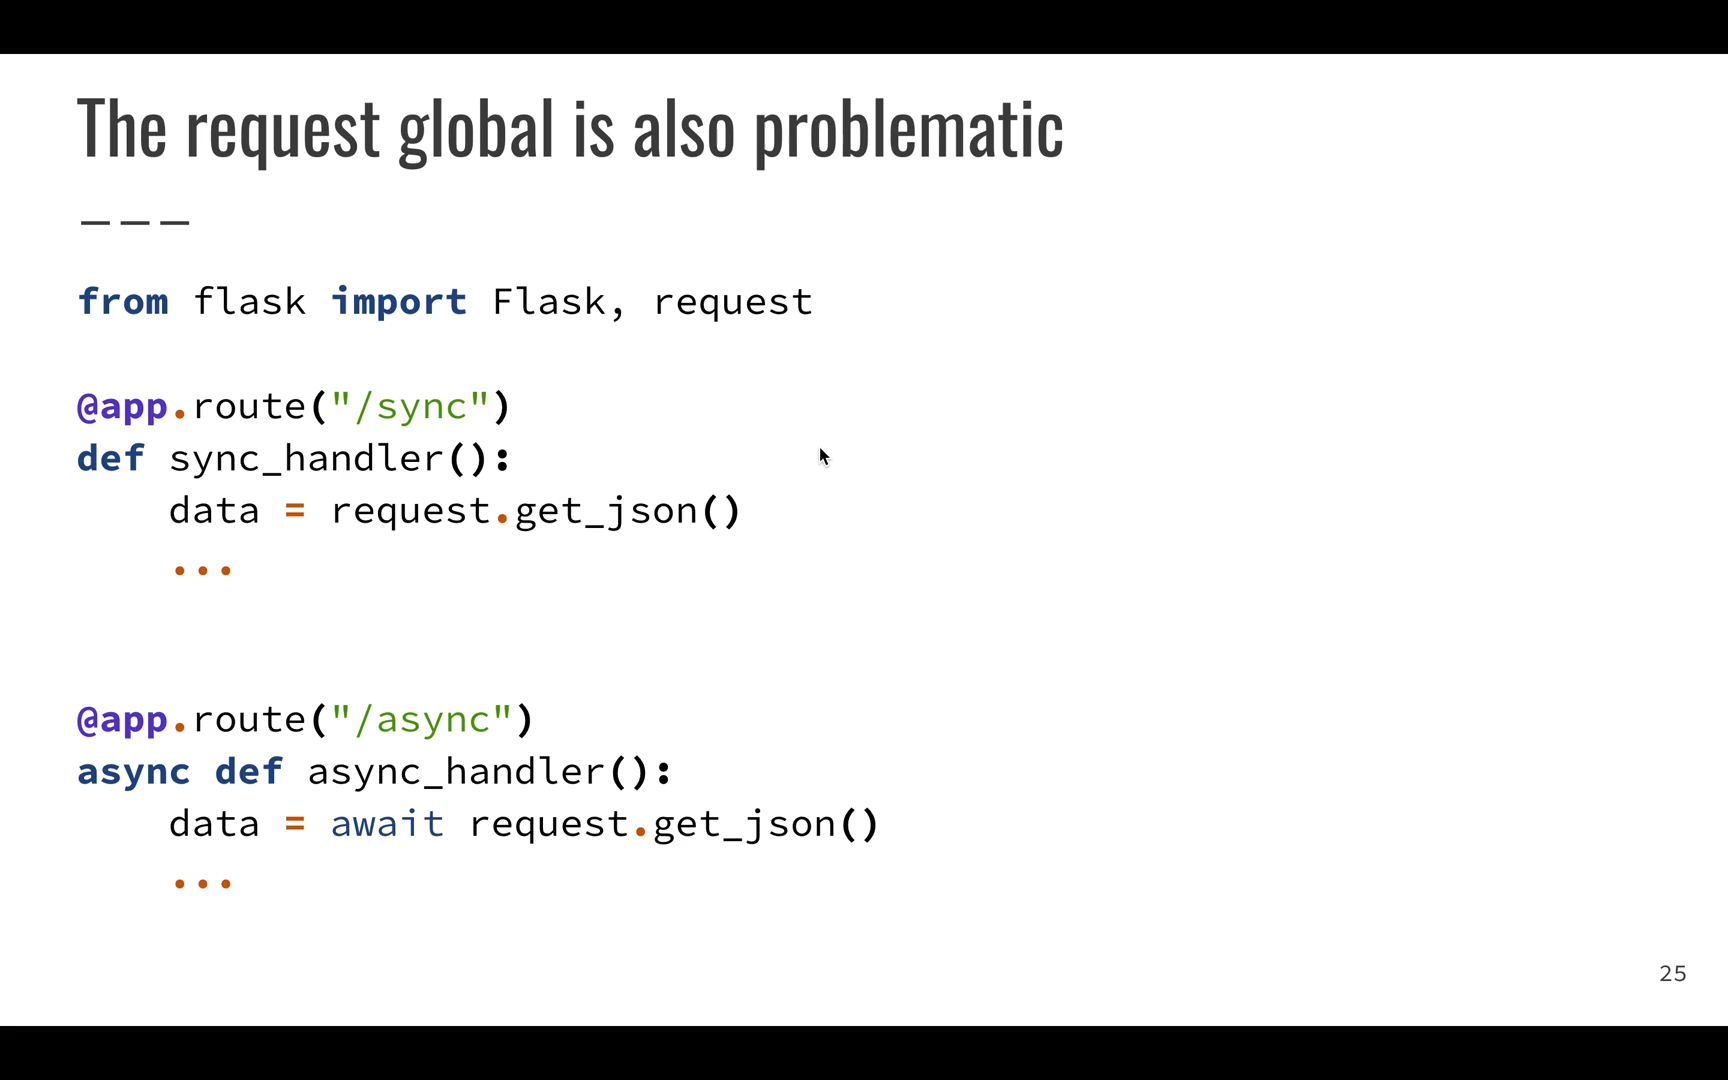 The request global is also problematic
from flask import Flask, request
@app.route("/sync")
def sync_handler():
    data = request.get_json()
    ...
@app.route("/async")
async def async_handler():
    data = await request.get_json()
    ...
25